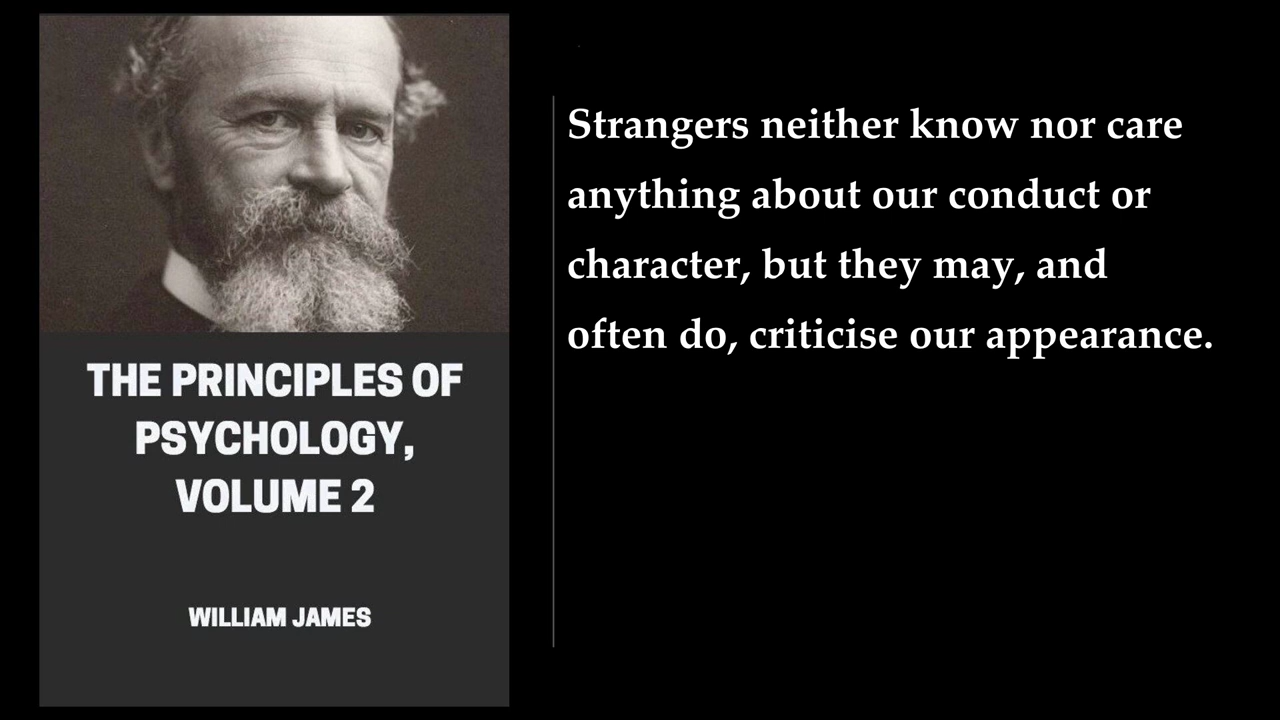 THE PRINCIPLES OF
PSYCHOLOGY,
VOLUME 2
WILLIAM JAMES
Strangers neither know nor care
anything about our conduct or
character, but they may, and
often do, criticise our appearance.